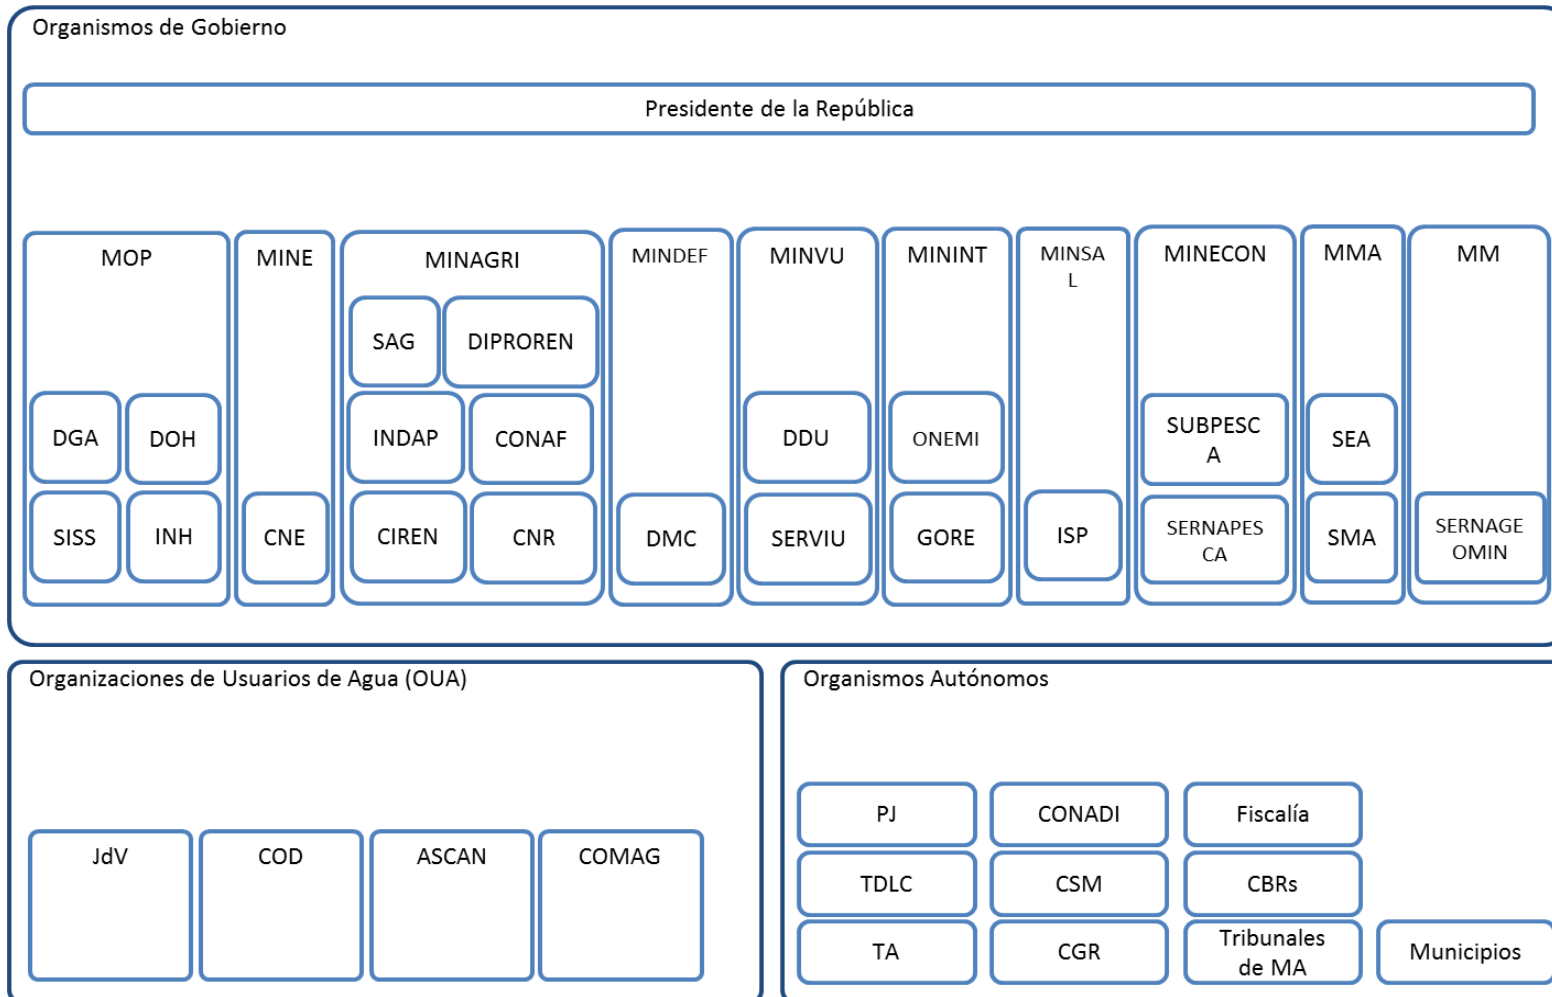 Organismos de Gobierno
Presidente de la República
MOP
MINE
MINAGRI
MINDEF
MINVU
MININT
MINSA
L
MINECON
MMA
MM
SAG
DIPROREN
DGA
DOH
INDAP
CONAF
DDU
ONEMI
SUBPESC
A
SEA
SISS
INH
CNE
CIREN
CNR
DMC
SERVIU
GORE
ISP
SERNAPES
CA
SMA
SERNAGE
OMIN
Organizaciones de Usuarios de Agua (OUA)
JdV
COD
ASCAN
COMAG
Organismos Autónomos
PJ
CONADI
Fiscalía
TDLC
CSM
CBRs
TA
CGR
Tribunales
de MA
Municipios